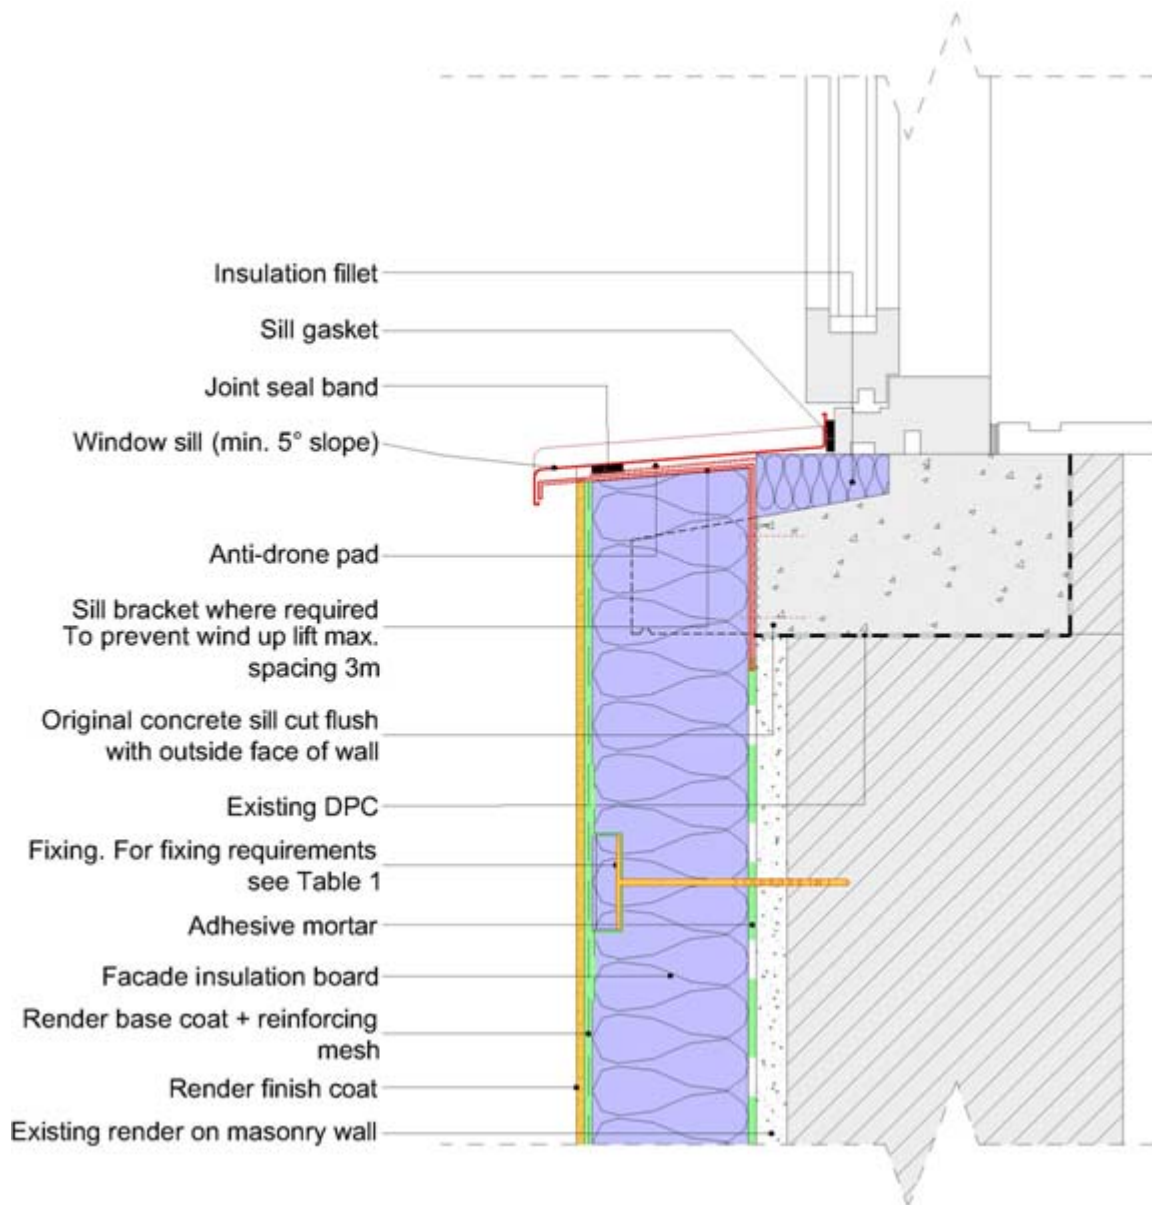 Insulation fillet
Sill gasket
Joint seal band
Window sill (min. 5° slope)
Anti-drone pad
Sill bracket where required
To prevent wind up lift max.
spacing 3m
Original concrete sill cut flush
with outside face of wall
Existing DPC
Fixing. For fixing requirements
see Table 1
Adhesive mortar
Facade insulation board
Render base coat + reinforcing
mesh
Render finish coat
Existing render on masonry wall